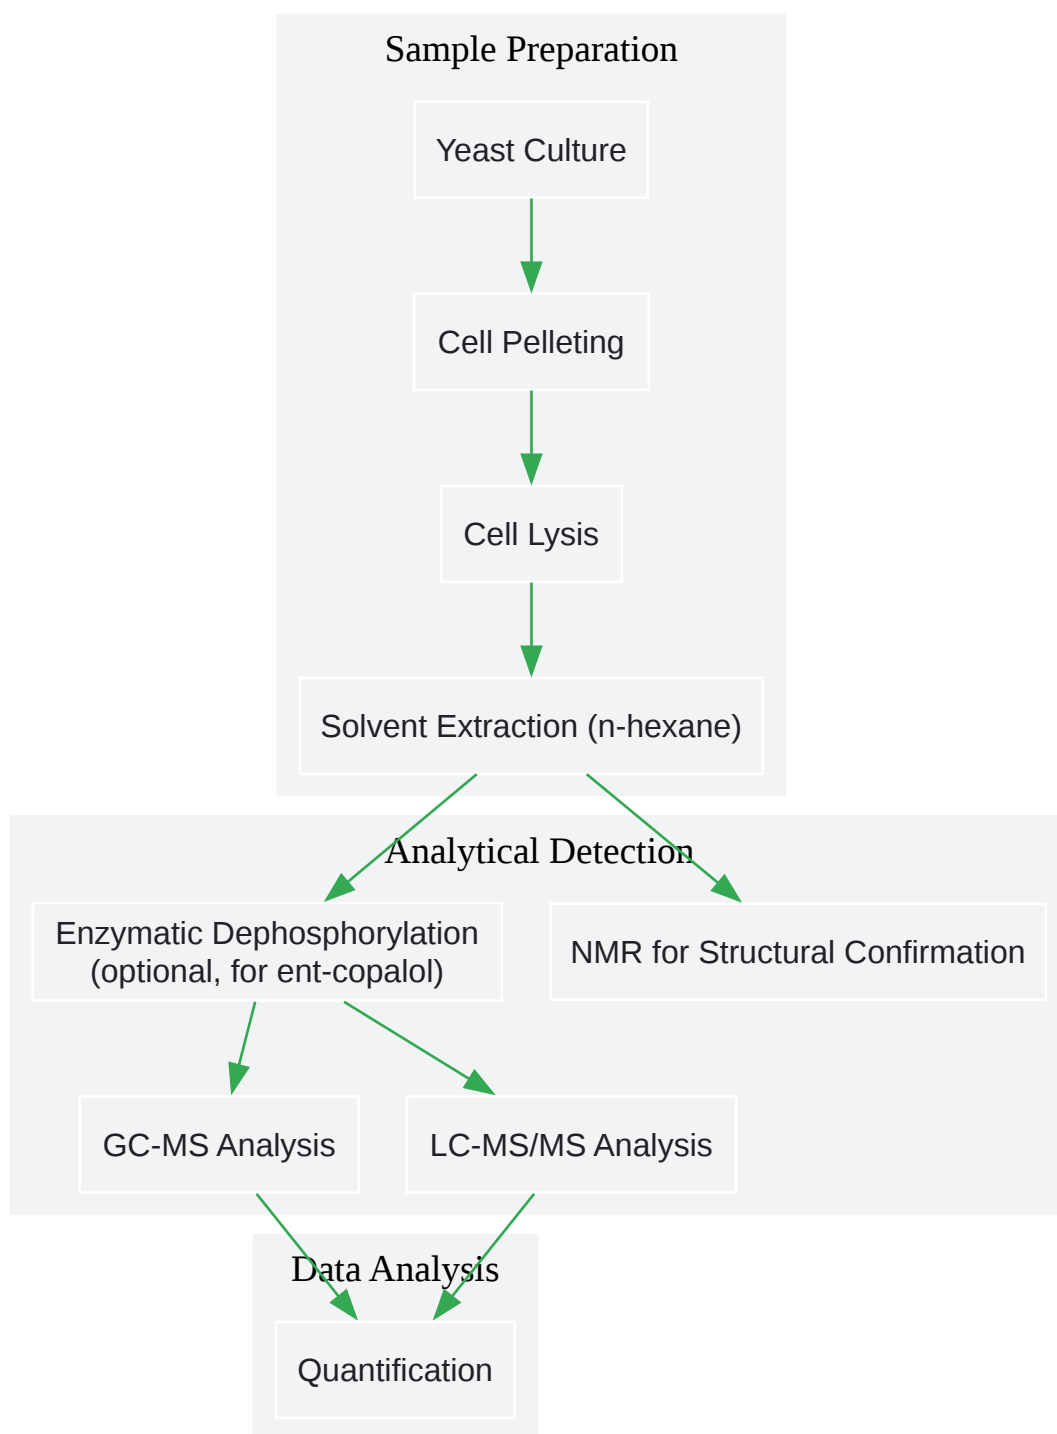 Sample Preparation
Yeast Culture
Cell Pelleting
Cell Lysis
Solvent Extraction (n-hexane)
Analytical Detection
Enzymatic Dephosphorylation
(optional, for ent-copalol)
NMR for Structural Confirmation
GC-MS Analysis
LC-MS/MS Analysis
Data Analysis
Quantification